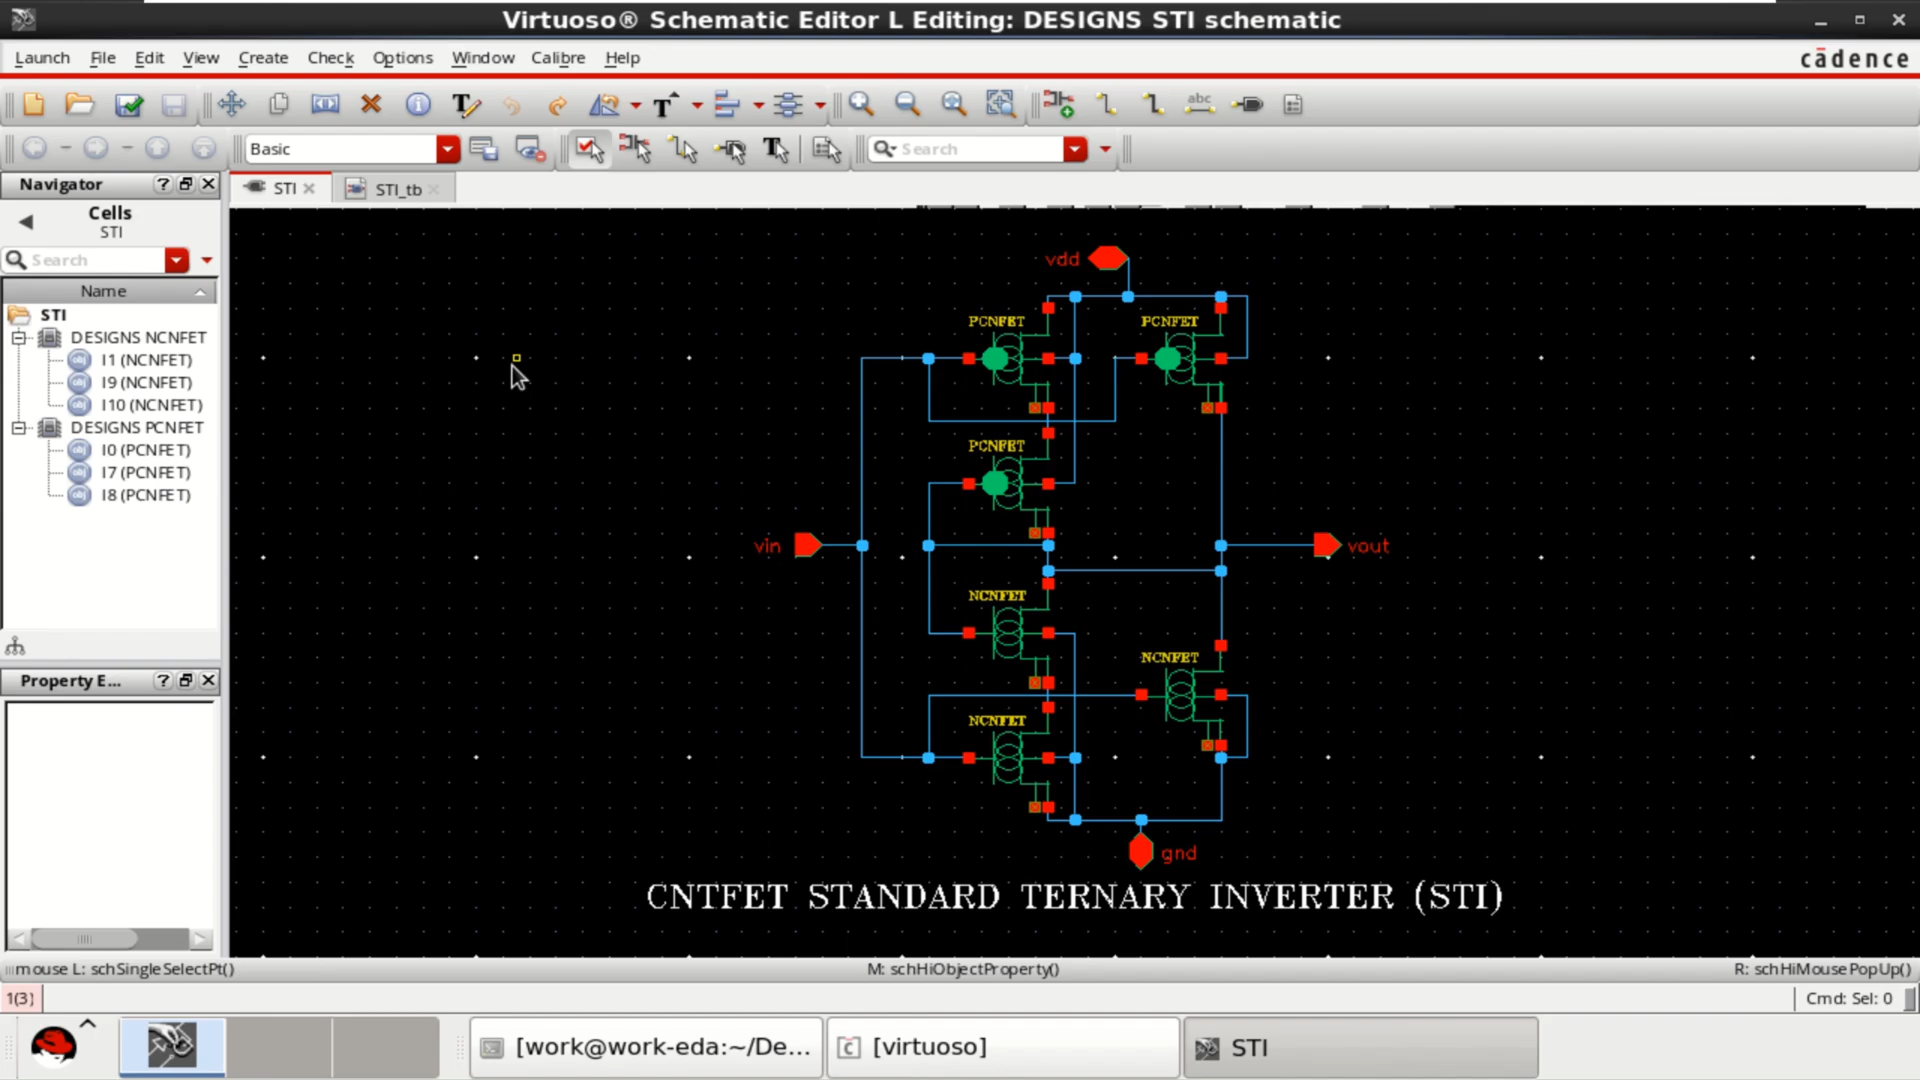 Virtuoso® Schematic Editor L Editing: DESIGNS STI schematic
Launch File Edit View Create Check Options Window Calibre Help
cādence
abc
Basic
Search
Navigator
STI
STI_tb
Cells
STI
Search
Name
STI
DESIGNS NCNFET
I1 (NCNFET)
I9 (NCNFET)
I10 (NCNFET)
DESIGNS PCNFET
I0 (PCNFET)
I7 (PCNFET)
I8 (PCNFET)
Property E...
vdd
PCNFET
PCNFET
PCNFET
vin
vout
NCNFET
NCNFET
NCNFET
gnd
CNTFET STANDARD TERNARY INVERTER (STI)
mouse L: schSingleSelectPt()
M: schHiObjectProperty()
R: schHiMousePopUp()
1(3)
Cmd: Sel: 0
[work@work-eda:~/De...
[virtuoso]
STI